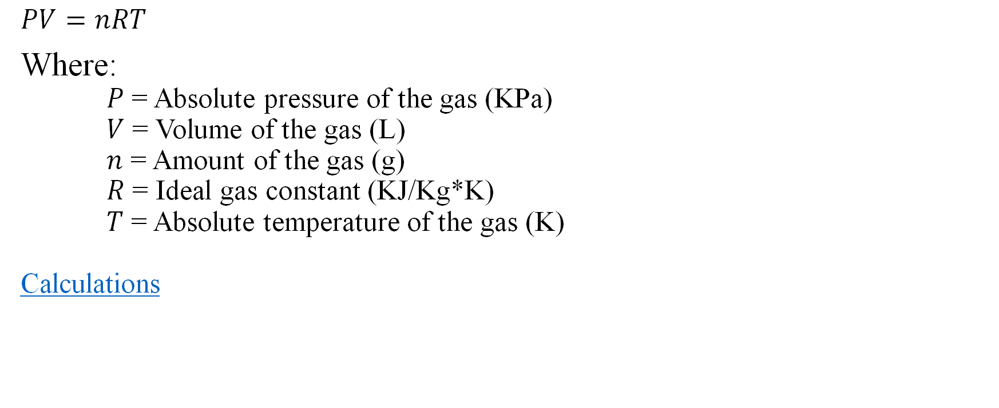 PV = nRT
Where:
P = Absolute pressure of the gas (KPa)
V = Volume of the gas (L)
n = Amount of the gas (g)
R = Ideal gas constant (KJ/Kg*K)
T = Absolute temperature of the gas (K)
Calculations